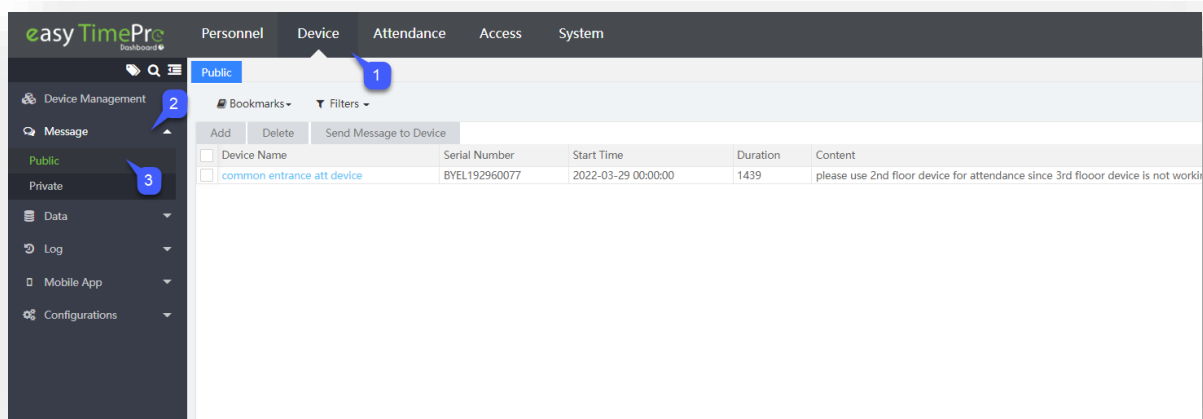 easy TimePro
Dashboard
Personnel Device Attendance Access System
1
Public
Device Management
2
Bookmarks Filters
Message
Add Delete Send Message to Device
Device Name Serial Number Start Time Duration Content
Public
3
common entrance att device BYEL192960077 2022-03-29 00:00:00 1439 please use 2nd floor device for attendance since 3rd flooor device is not workin
Private
Data
Log
Mobile App
Configurations